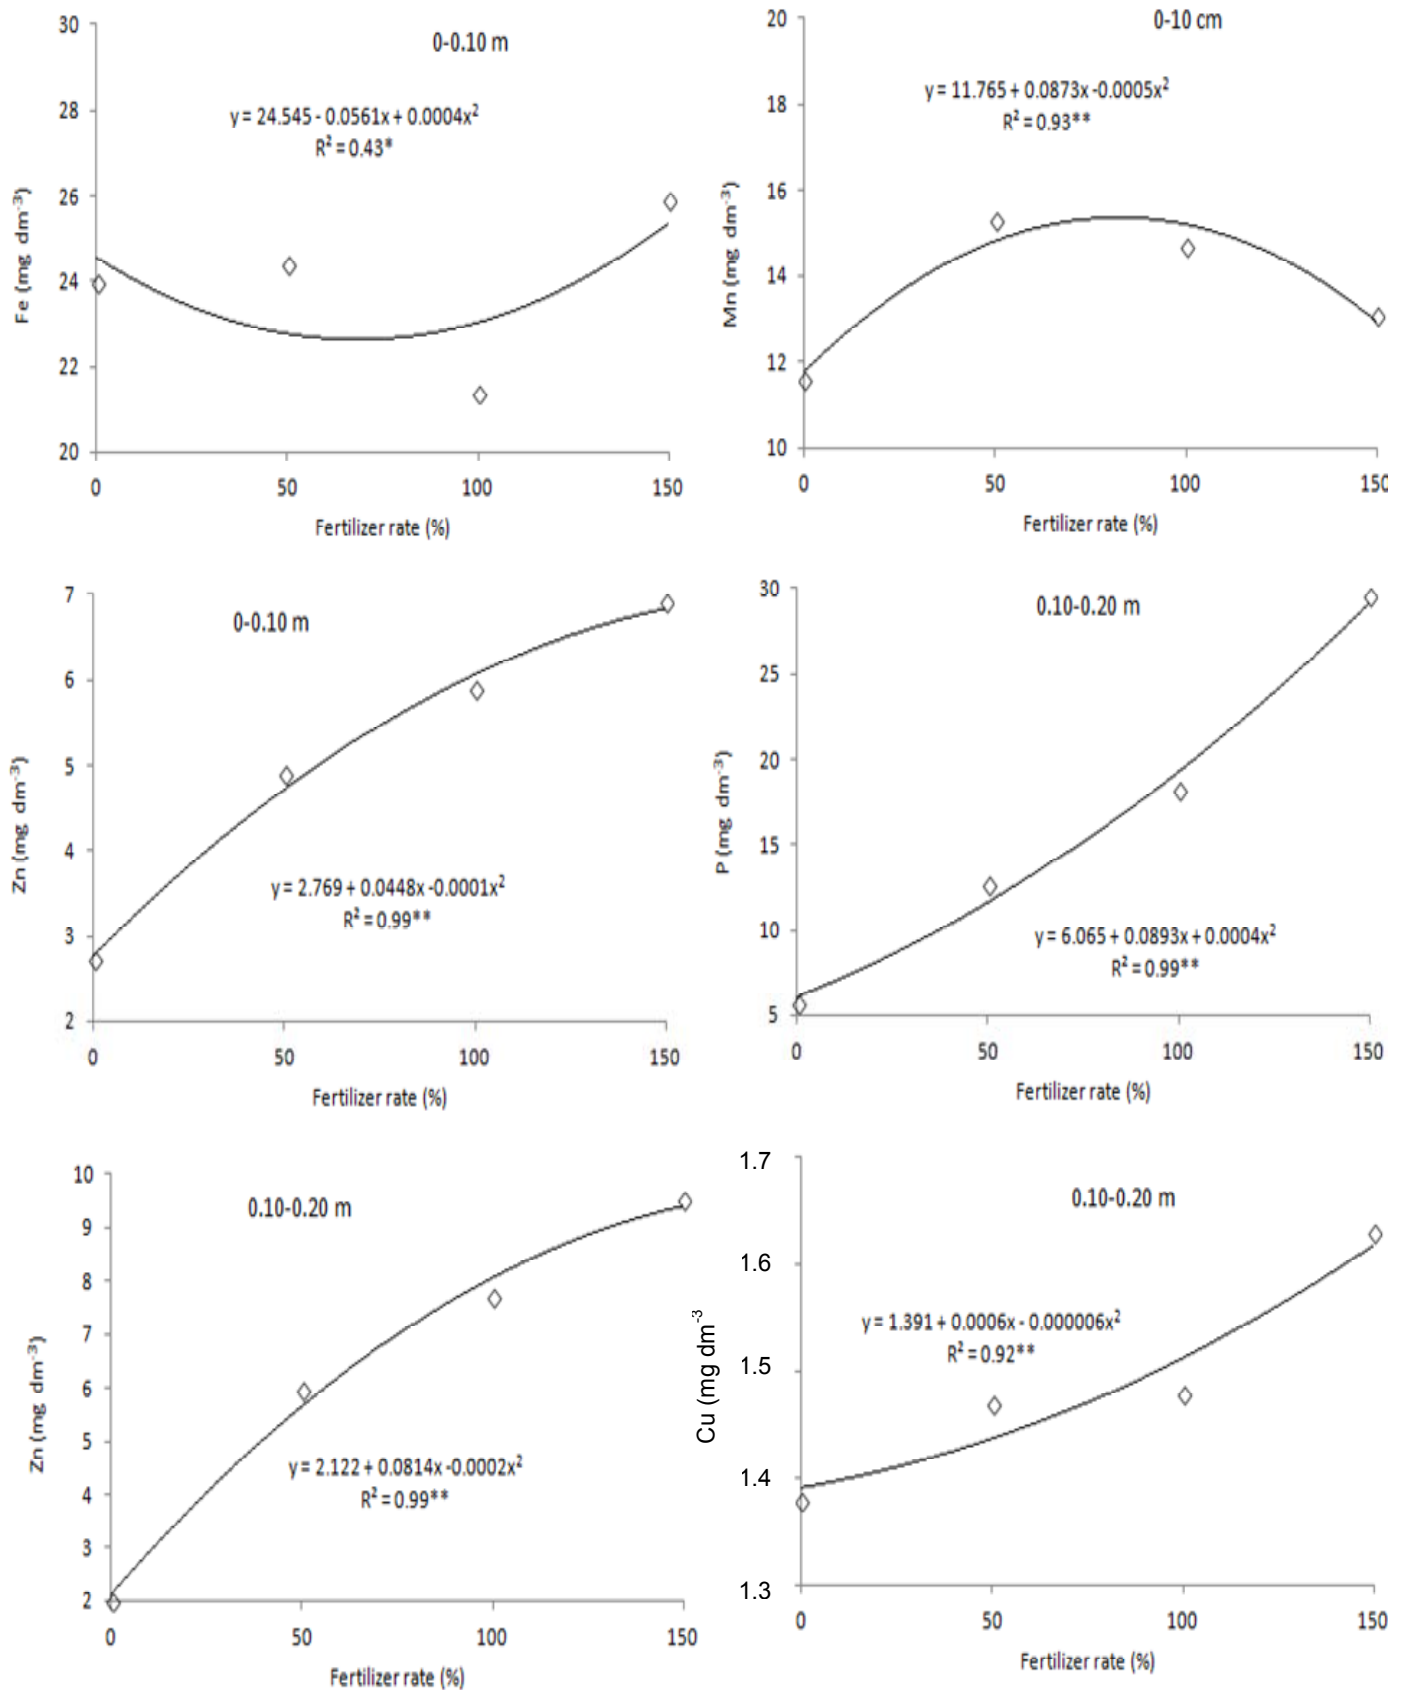 0-0.10 m
y = 24.545 - 0.0561x + 0.0004x²
R² = 0.43*
Fe (mg dm⁻³)
30
28
26
24
22
20
0 50 100 150
Fertilizer rate (%)
0-10 cm
y = 11.765 + 0.0873x -0.0005x²
R² = 0.93**
Mn (mg dm⁻³)
20
18
16
14
12
10
0 50 100 150
Fertilizer rate (%)
0-0.10 m
y = 2.769 + 0.0448x -0.0001x²
R² = 0.99**
Zn (mg dm⁻³)
7
6
5
4
3
2
0 50 100 150
Fertilizer rate (%)
0.10-0.20 m
y = 6.065 + 0.0893x + 0.0004x²
R² = 0.99**
P (mg dm⁻³)
30
25
20
15
10
5
0 50 100 150
Fertilizer rate (%)
0.10-0.20 m
y = 2.122 + 0.0814x -0.0002x²
R² = 0.99**
Zn (mg dm⁻³)
10
9
8
7
6
5
4
3
2
0 50 100 150
Fertilizer rate (%)
0.10-0.20 m
y = 1.391 + 0.0006x - 0.000006x²
R² = 0.92**
Cu (mg dm⁻³
1.7
1.6
1.5
1.4
1.3
0 50 100 150
Fertilizer rate (%)